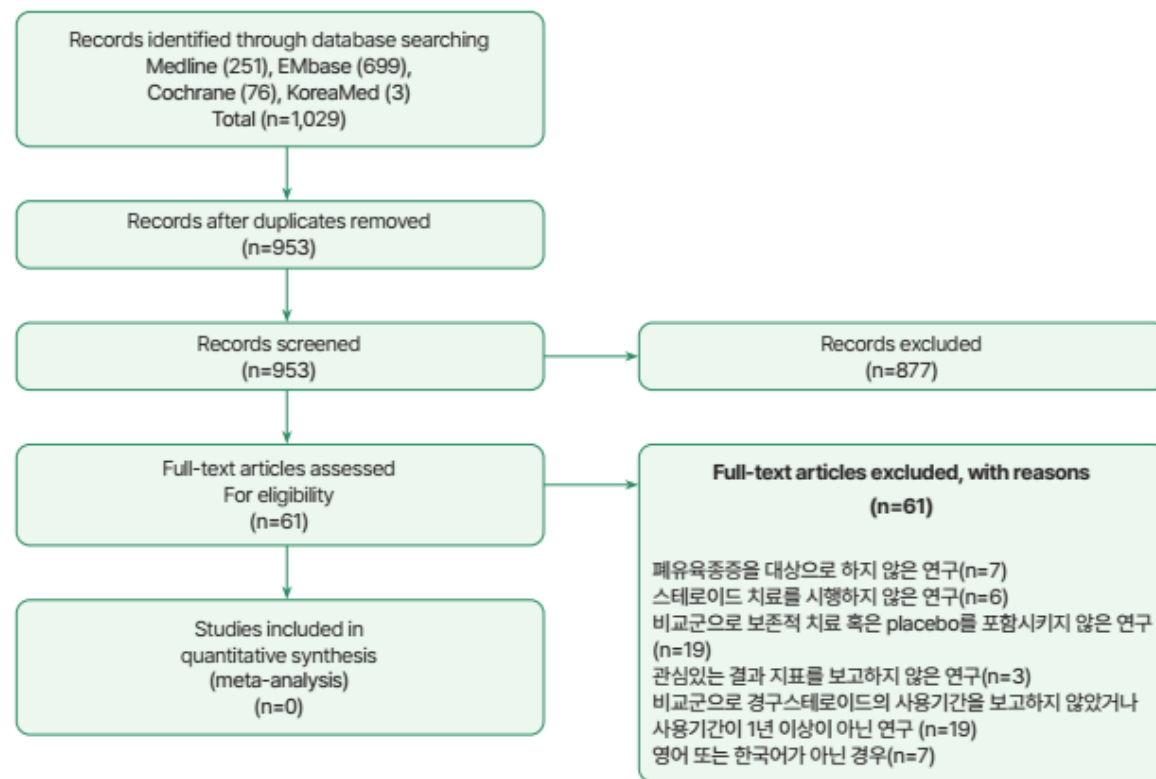 Records identified through database searching
Medline (251), EMbase (699),
Cochrane (76), KoreaMed (3)
Total (n=1,029)
Records after duplicates removed
(n=953)
Records screened
(n=953)
Records excluded
(n=877)
Full-text articles assessed
For eligibility
(n=61)
Full-text articles excluded, with reasons
(n=61)
폐유육종증을 대상으로 하지 않은 연구(n=7)
스테로이드 치료를 시행하지 않은 연구(n=6)
비교군으로 보존적 치료 혹은 placebo를 포함시키지 않은 연구
(n=19)
관심있는 결과 지표를 보고하지 않은 연구(n=3)
비교군으로 경구스테로이드의 사용기간을 보고하지 않았거나
사용기간이 1년 이상이 아닌 연구 (n=19)
영어 또는 한국어가 아닌 경우(n=7)
Studies included in
quantitative synthesis
(meta-analysis)
(n=0)